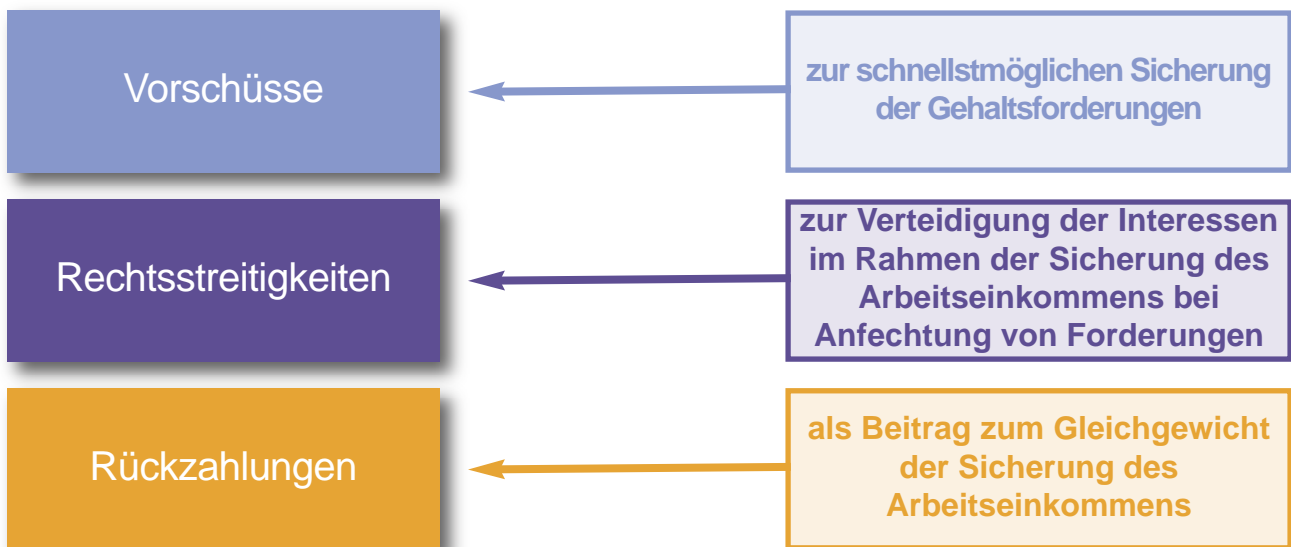 Vorschüsse
zur schnellstmöglichen Sicherung
der Gehaltsforderungen
Rechtsstreitigkeiten
zur Verteidigung der Interessen
im Rahmen der Sicherung des
Arbeitseinkommens bei
Anfechtung von Forderungen
Rückzahlungen
als Beitrag zum Gleichgewicht
der Sicherung des
Arbeitseinkommens